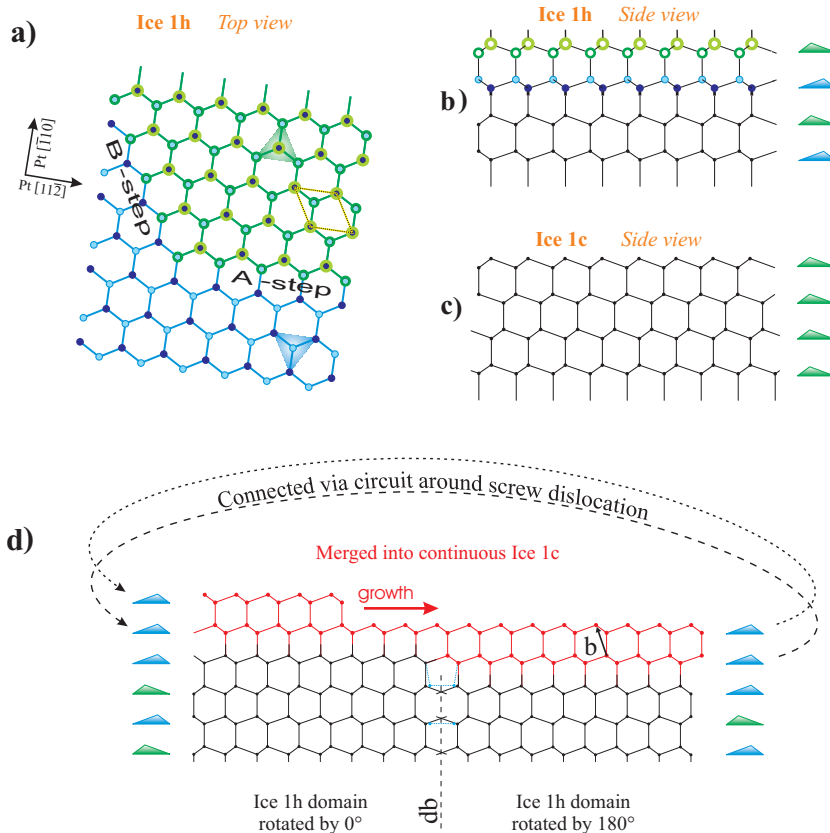 a)
Ice 1h Top view
Pt [1̄10]
Pt [112̄]
B -step
A -step
Ice 1h Side view
b)
Ice 1c Side view
c)
d)
Connected via circuit around screw dislocation
Merged into continuous Ice 1c
growth
b
db
Ice 1h domain
rotated by 0°
Ice 1h domain
rotated by 180°